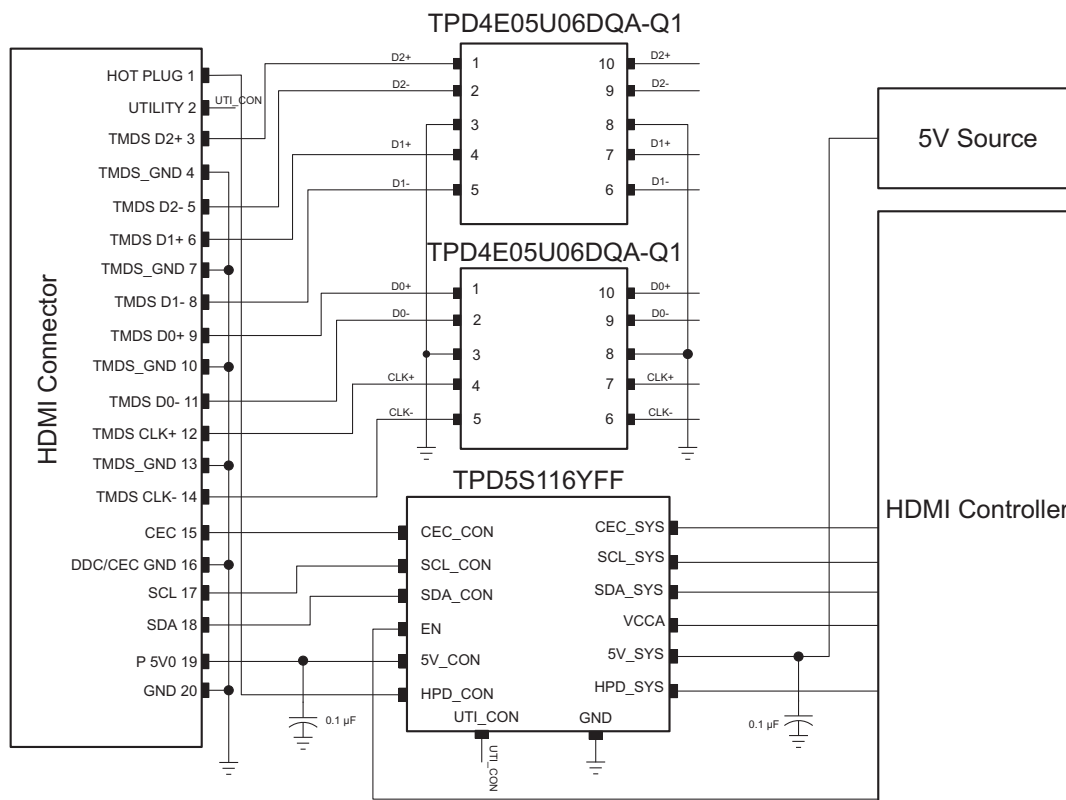 TPD4E05U06DQA-Q1
HDMI Connector
HOT PLUG 1
UTILITY 2
UTI_CON
TMDS D2+ 3
TMDS_GND 4
TMDS D2- 5
TMDS D1+ 6
TMDS_GND 7
TMDS D1- 8
TMDS D0+ 9
TMDS_GND 10
TMDS D0- 11
TMDS CLK+ 12
TMDS_GND 13
TMDS CLK- 14
CEC 15
DDC/CEC GND 16
SCL 17
SDA 18
P 5V0 19
GND 20
D2+ 1 10 D2+
D2- 2 9 D2-
3 8
D1+ 4 7 D1+
D1- 5 6 D1-
TPD4E05U06DQA-Q1
D0+ 1 10 D0+
D0- 2 9 D0-
3 8
CLK+ 4 7 CLK+
CLK- 5 6 CLK-
TPD5S116YFF
CEC_CON CEC_SYS
SCL_CON SCL_SYS
SDA_CON SDA_SYS
EN VCCA
5V_CON 5V_SYS
HPD_CON HPD_SYS
UTI_CON GND
UTI_CON
0.1 µF
0.1 µF
5V Source
HDMI Controller